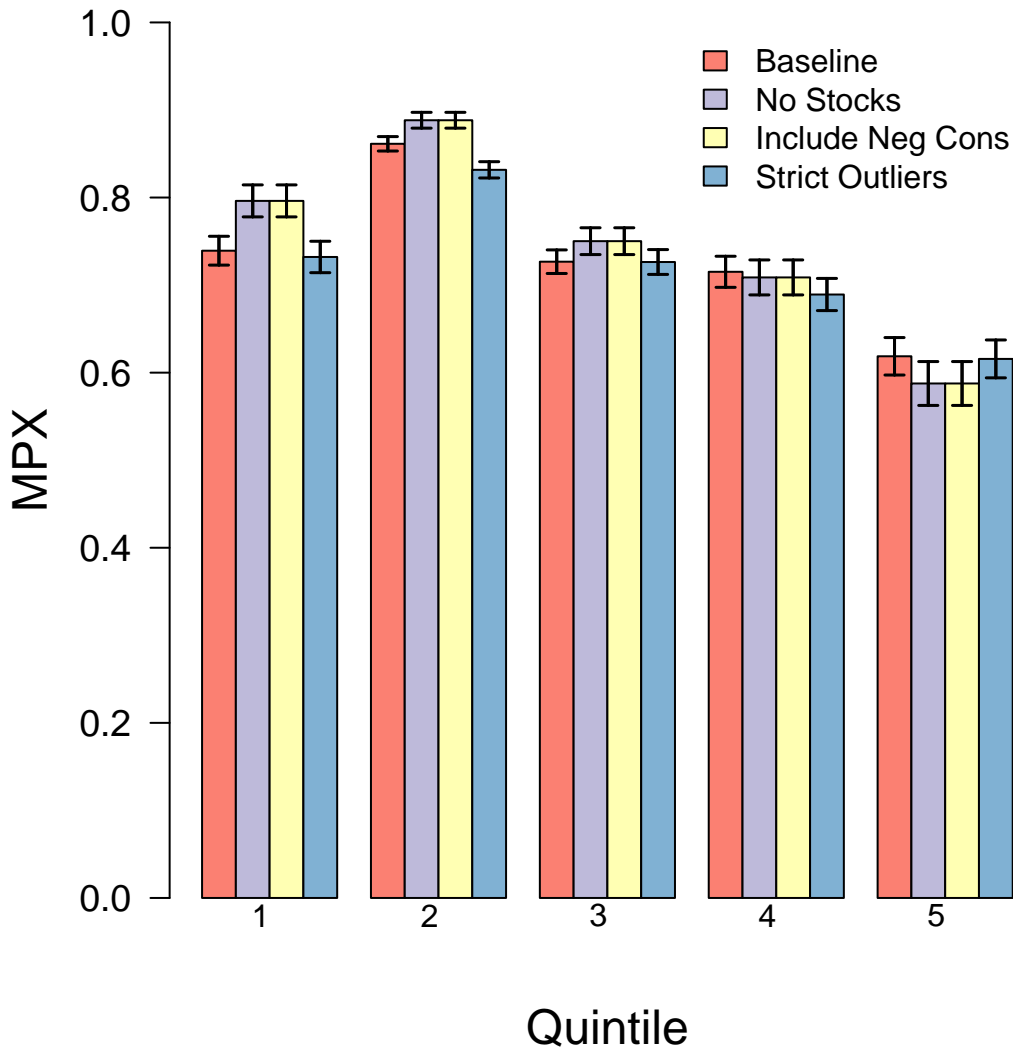 1.0
0.8
0.6
0.4
0.2
0.0
MPX
Baseline
No Stocks
Include Neg Cons
Strict Outliers
1 2 3 4 5
Quintile